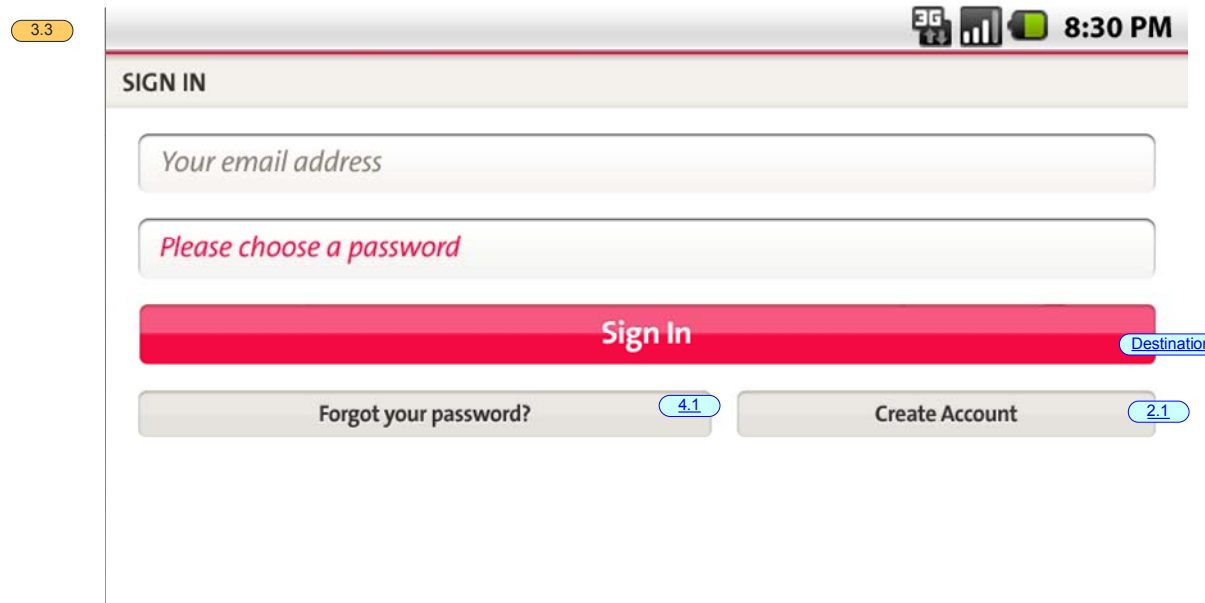 3.3
3G 8:30 PM
SIGN IN
Your email address
Please choose a password
Sign In
Destination
Forgot your password? 4.1 Create Account 2.1